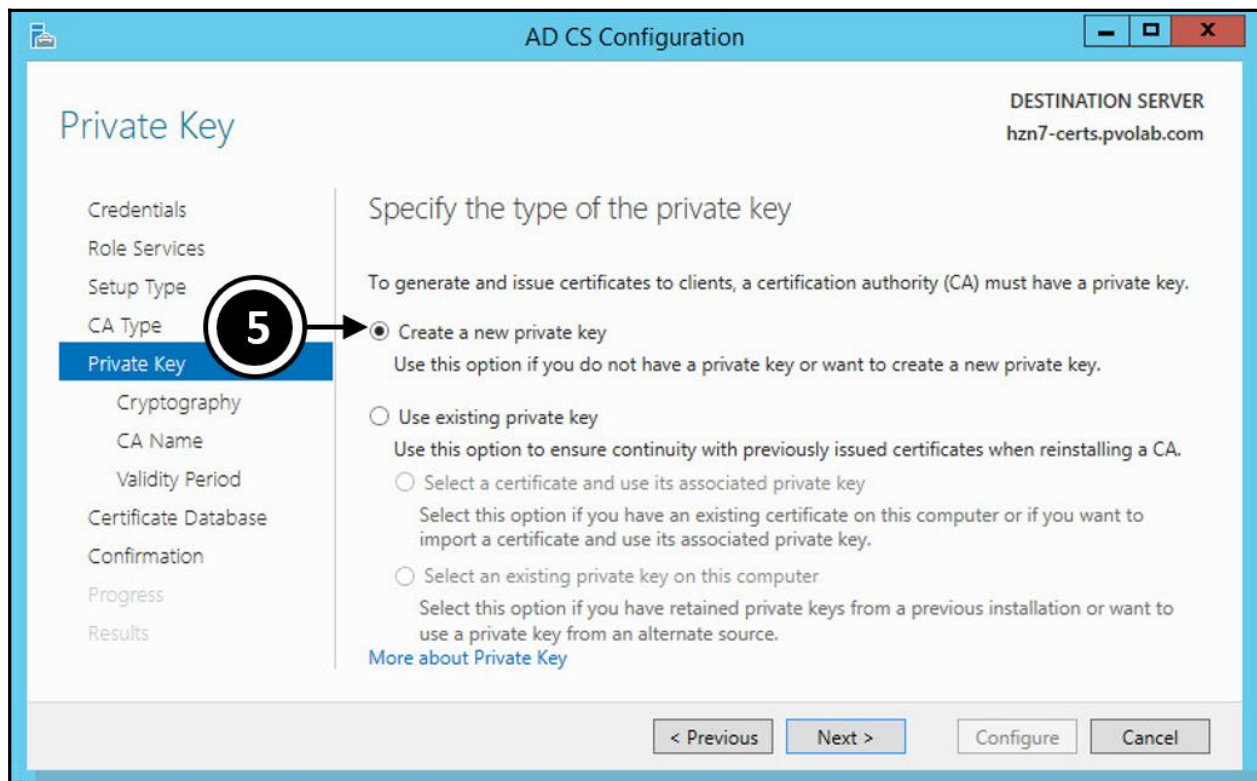 AD CS Configuration
Private Key
DESTINATION SERVER
hzn7-certs.pvolab.com
Credentials
Role Services
Setup Type
CA Type
Private Key
Cryptography
CA Name
Validity Period
Certificate Database
Confirmation
Progress
Results
5
Specify the type of the private key
To generate and issue certificates to clients, a certification authority (CA) must have a private key.
Create a new private key
Use this option if you do not have a private key or want to create a new private key.
Use existing private key
Use this option to ensure continuity with previously issued certificates when reinstalling a CA.
Select a certificate and use its associated private key
Select this option if you have an existing certificate on this computer or if you want to
import a certificate and use its associated private key.
Select an existing private key on this computer
Select this option if you have retained private keys from a previous installation or want to
use a private key from an alternate source.
More about Private Key
< Previous
Next >
Configure
Cancel